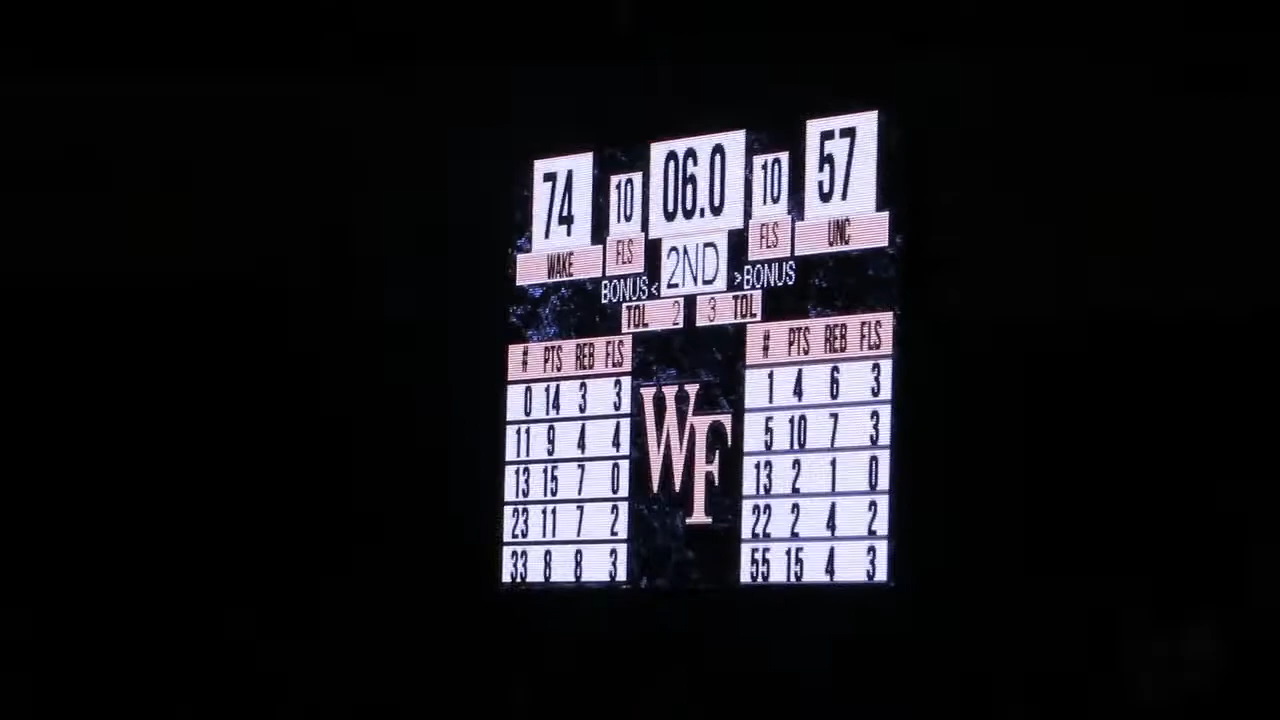 74 10 06.0 10 57
WAKE FLS 2ND FLS UNC
BONUS< >BONUS
TOL 2 3 TOL
# PTS REB FLS
0 14 3 3
11 9 4 4
13 15 7 0
23 11 7 2
33 8 8 3
WF
# PTS REB FLS
1 4 6 3
5 10 7 3
13 2 1 0
22 2 4 2
55 15 4 3